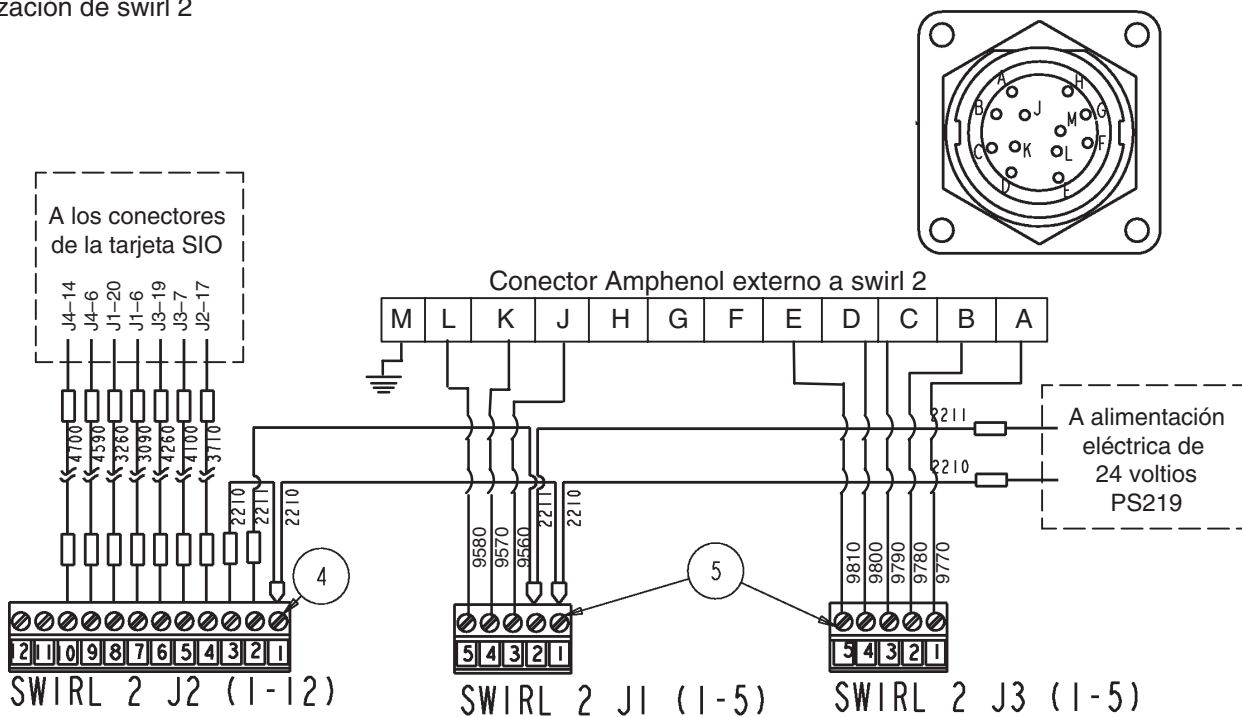 zación de swirl 2
A
H
B
J
G
M
C
K
L
F
D
E
A los conectores
de la tarjeta SIO
J4–14
J4–6
J1–20
J1–6
J3–19
J3–7
J2–17
Conector Amphenol externo a swirl 2
M L K J H G F E D C B A
A alimentación
eléctrica de
24 voltios
PS219
2211
2210
4700
4590
3260
3090
4260
4100
3710
2210
2211
2210
9580
9570
9560
2211
2210
9810
9800
9790
9780
9770
4
5
12 11 10 9 8 7 6 5 4 3 2 1
5 4 3 2 1
5 4 3 2 1
SWIRL 2 J2 (1-12)
SWIRL 2 J1 (1-5)
SWIRL 2 J3 (1-5)